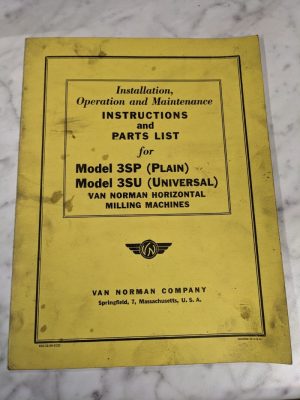 Installation,
Operation and Maintenance
INSTRUCTIONS
and
PARTS LIST
for
Model 3SP (PLAIN)
Model 3SU (UNIVERSAL)
VAN NORMAN HORIZONTAL
MILLING MACHINES
VN
VAN NORMAN COMPANY
Springfield, 7, Massachusetts, U. S. A.